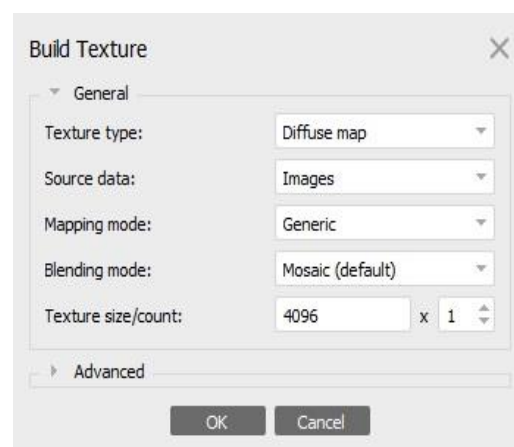 Build Texture
General
Texture type: Diffuse map
Source data: Images
Mapping mode: Generic
Blending mode: Mosaic (default)
Texture size/count: 4096 x 1
Advanced
OK Cancel